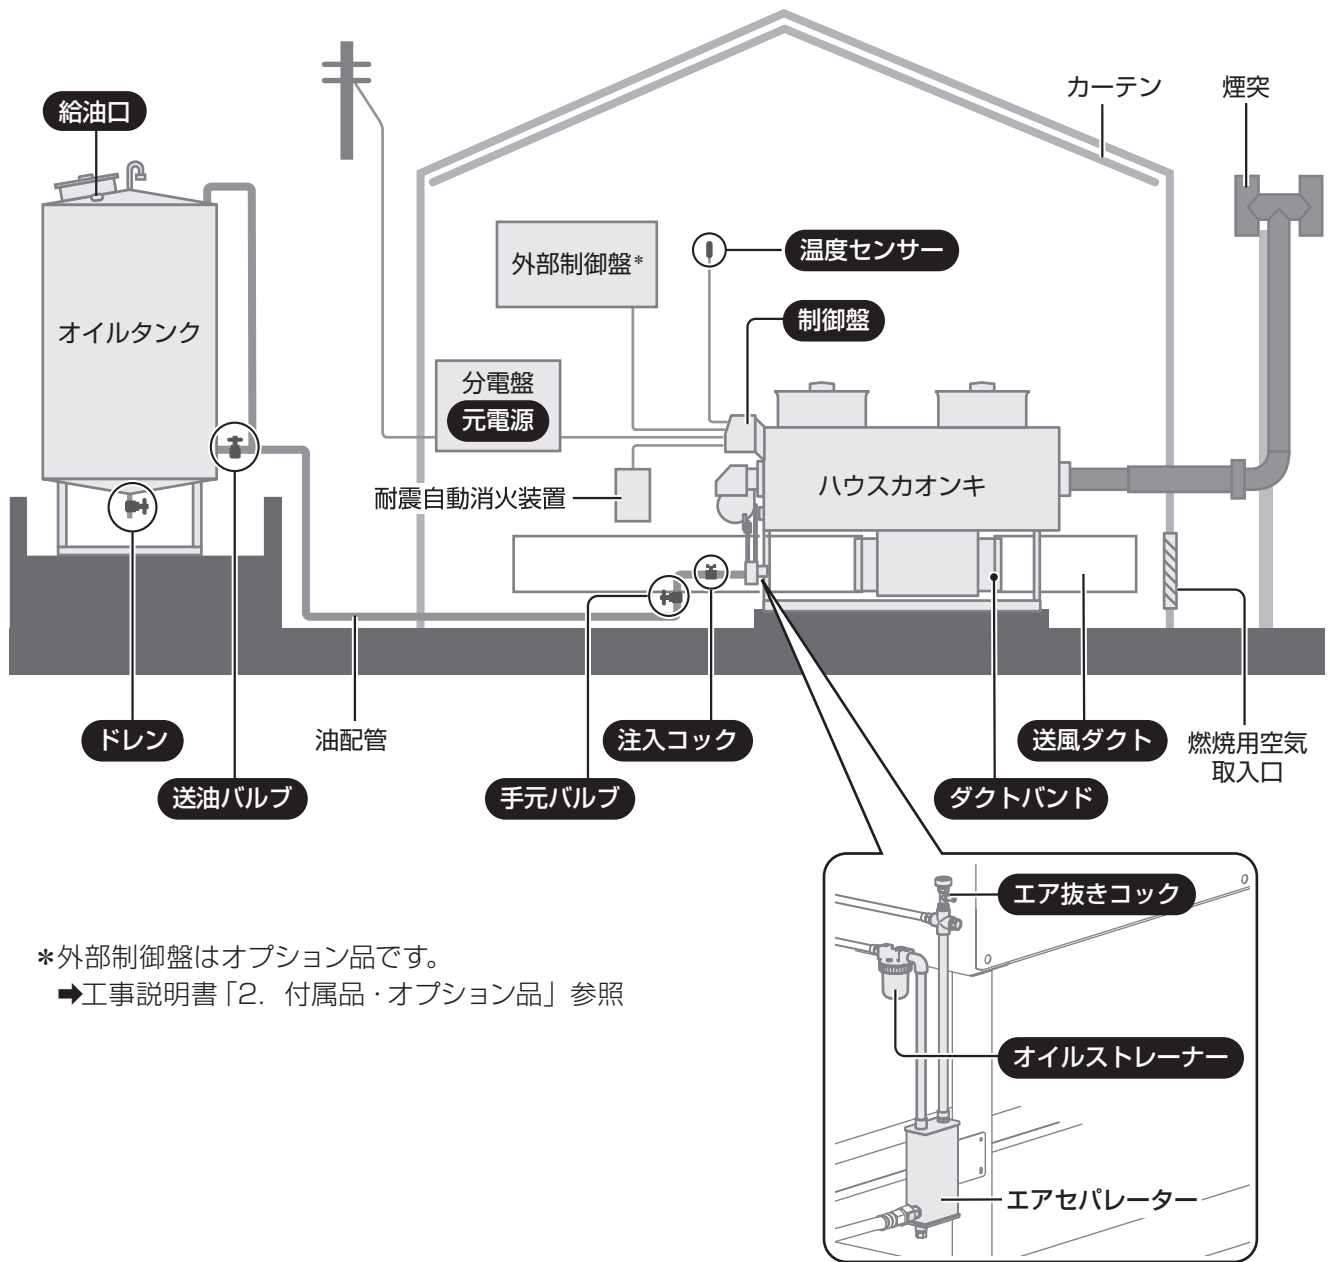 カーテン
煙突
給油口
温度センサー
外部制御盤*
制御盤
オイルタンク
分電盤
元電源
ハウスカオンキ
耐震自動消火装置
ドレン
油配管
注入コック
送風ダクト
燃焼用空気
取入口
送油バルブ
手元バルブ
ダクトバンド
エア抜きコック
*外部制御盤はオプション品です。
➡工事説明書「2. 付属品・オプション品」参照
オイルストレーナー
エアセパレーター